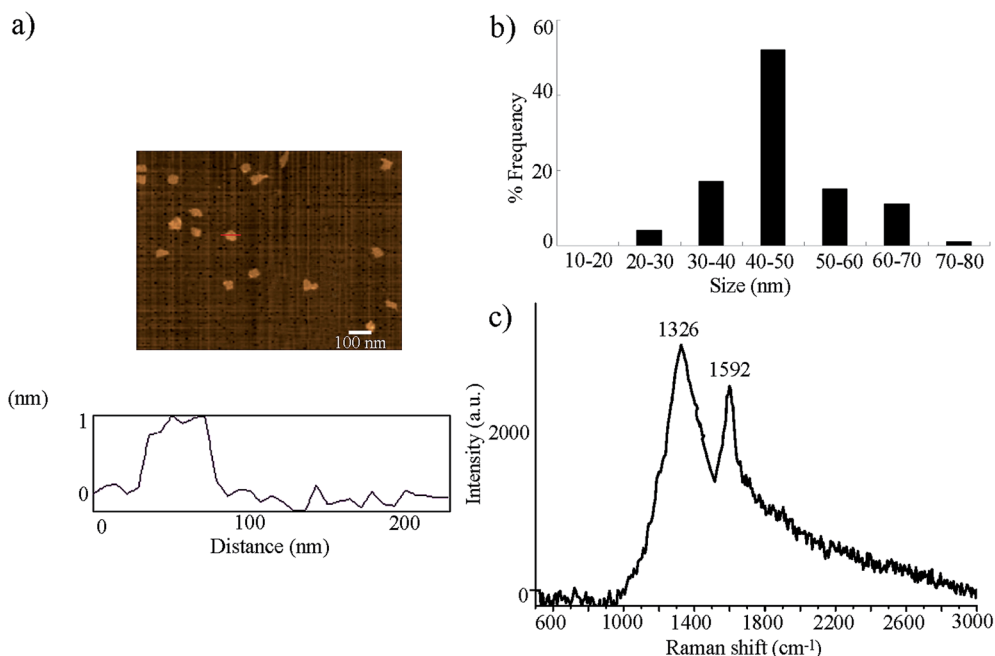 a)
100 nm
(nm)
1
0
0 100 200
Distance (nm)
b)
% Frequency
60
40
20
0
10-20 20-30 30-40 40-50 50-60 60-70 70-80
Size (nm)
c)
1326
1592
Intensity (a.u.)
2000
0
600 1000 1400 1800 2200 2600 3000
Raman shift (cm-1)